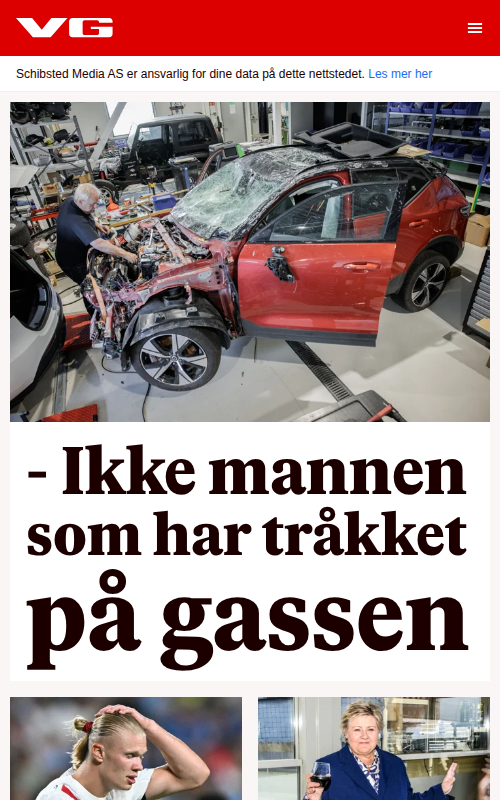 VG
Schibsted Media AS er ansvarlig for dine data på dette nettstedet. Les mer her
- Ikke mannen
som har tråkket
på gassen